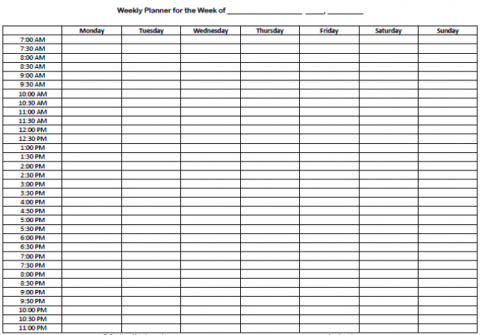 Weekly Planner for the Week of ____________________ _____, __________
Monday Tuesday Wednesday Thursday Friday Saturday Sunday
7:00 AM
7:30 AM
8:00 AM
8:30 AM
9:00 AM
9:30 AM
10:00 AM
10:30 AM
11:00 AM
11:30 AM
12:00 PM
12:30 PM
1:00 PM
1:30 PM
2:00 PM
2:30 PM
3:00 PM
3:30 PM
4:00 PM
4:30 PM
5:00 PM
5:30 PM
6:00 PM
6:30 PM
7:00 PM
7:30 PM
8:00 PM
8:30 PM
9:00 PM
9:30 PM
10:00 PM
10:30 PM
11:00 PM